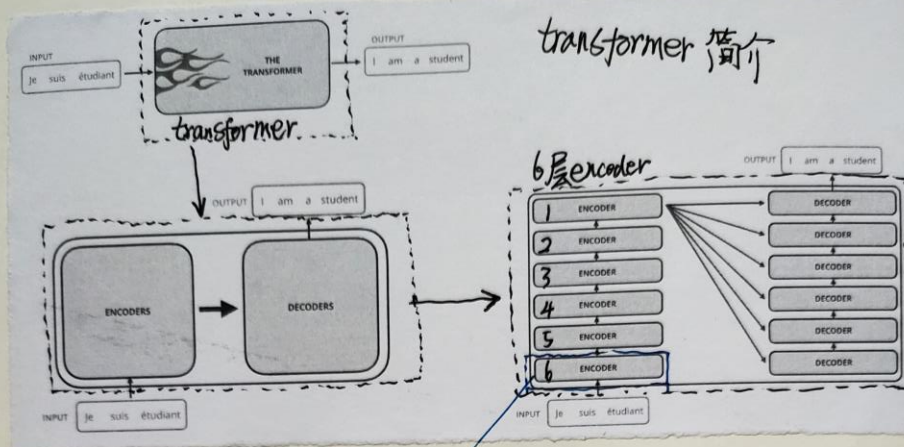 transformer 简介
INPUT
Je suis étudiant
THE
TRANSFORMER
OUTPUT
I am a student
transformer
OUTPUT
I am a student
ENCODERS
DECODERS
INPUT
Je suis étudiant
6层encoder
OUTPUT
I am a student
1 ENCODER
2 ENCODER
3 ENCODER
4 ENCODER
5 ENCODER
6 ENCODER
DECODER
DECODER
DECODER
DECODER
DECODER
DECODER
INPUT
Je suis étudiant